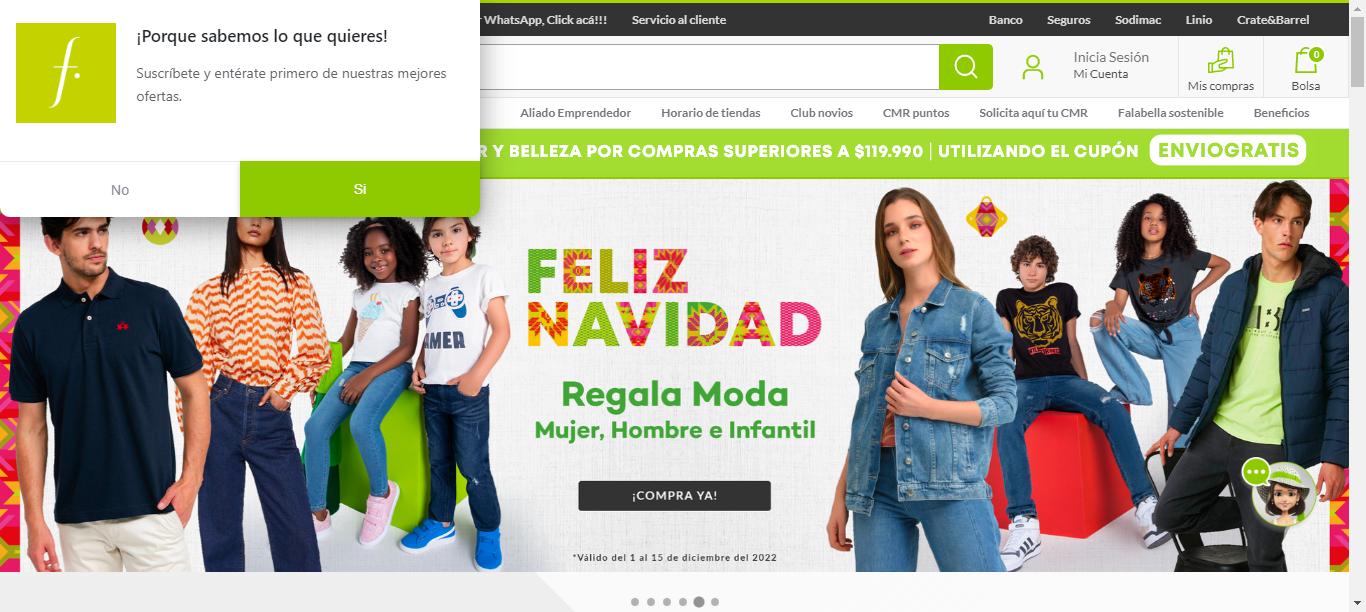 WhatsApp, Click acá!!!
Servicio al cliente
Banco
Seguros
Sodimac
Linio
Crate&Barrel
¡Porque sabemos lo que quieres!
Suscríbete y entérate primero de nuestras mejores
ofertas.
No
Si
Inicia Sesión
Mi Cuenta
Mis compras
0
Bolsa
Aliado Emprendedor
Horario de tiendas
Club novios
CMR puntos
Solicita aquí tu CMR
Falabella sostenible
Beneficios
R Y BELLEZA POR COMPRAS SUPERIORES A $119.990 | UTILIZANDO EL CUPÓN ENVIOGRATIS
FELIZ
NAVIDAD
Regala Moda
Mujer, Hombre e Infantil
¡COMPRA YA!
*Válido del 1 al 15 de diciembre del 2022